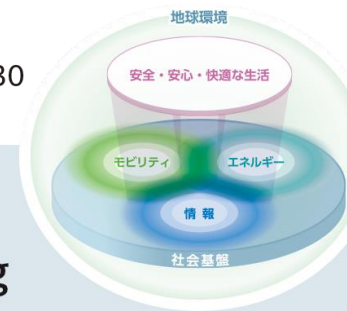 地球環境
30
安全・安心・快適な生活
モビリティ
エネルギー
情報
社会基盤
g